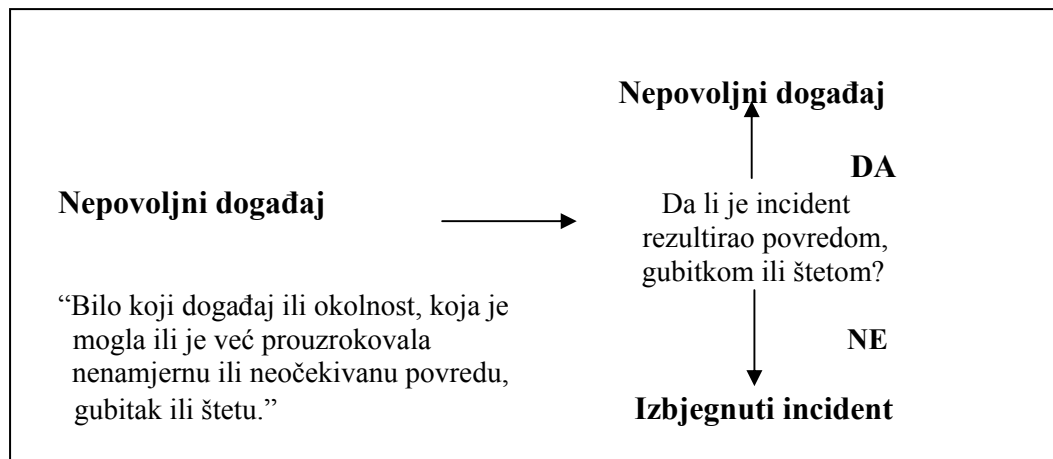 Nepovoljni događaj
DA
Nepovoljni događaj
Da li je incident
rezultirao povredom,
gubitkom ili štetom?
“Bilo koji događaj ili okolnost, koja je
mogla ili je već prouzrokovala
nenamjernu ili neočekivanu povredu,
gubitak ili štetu.”
NE
Izbjegnuti incident